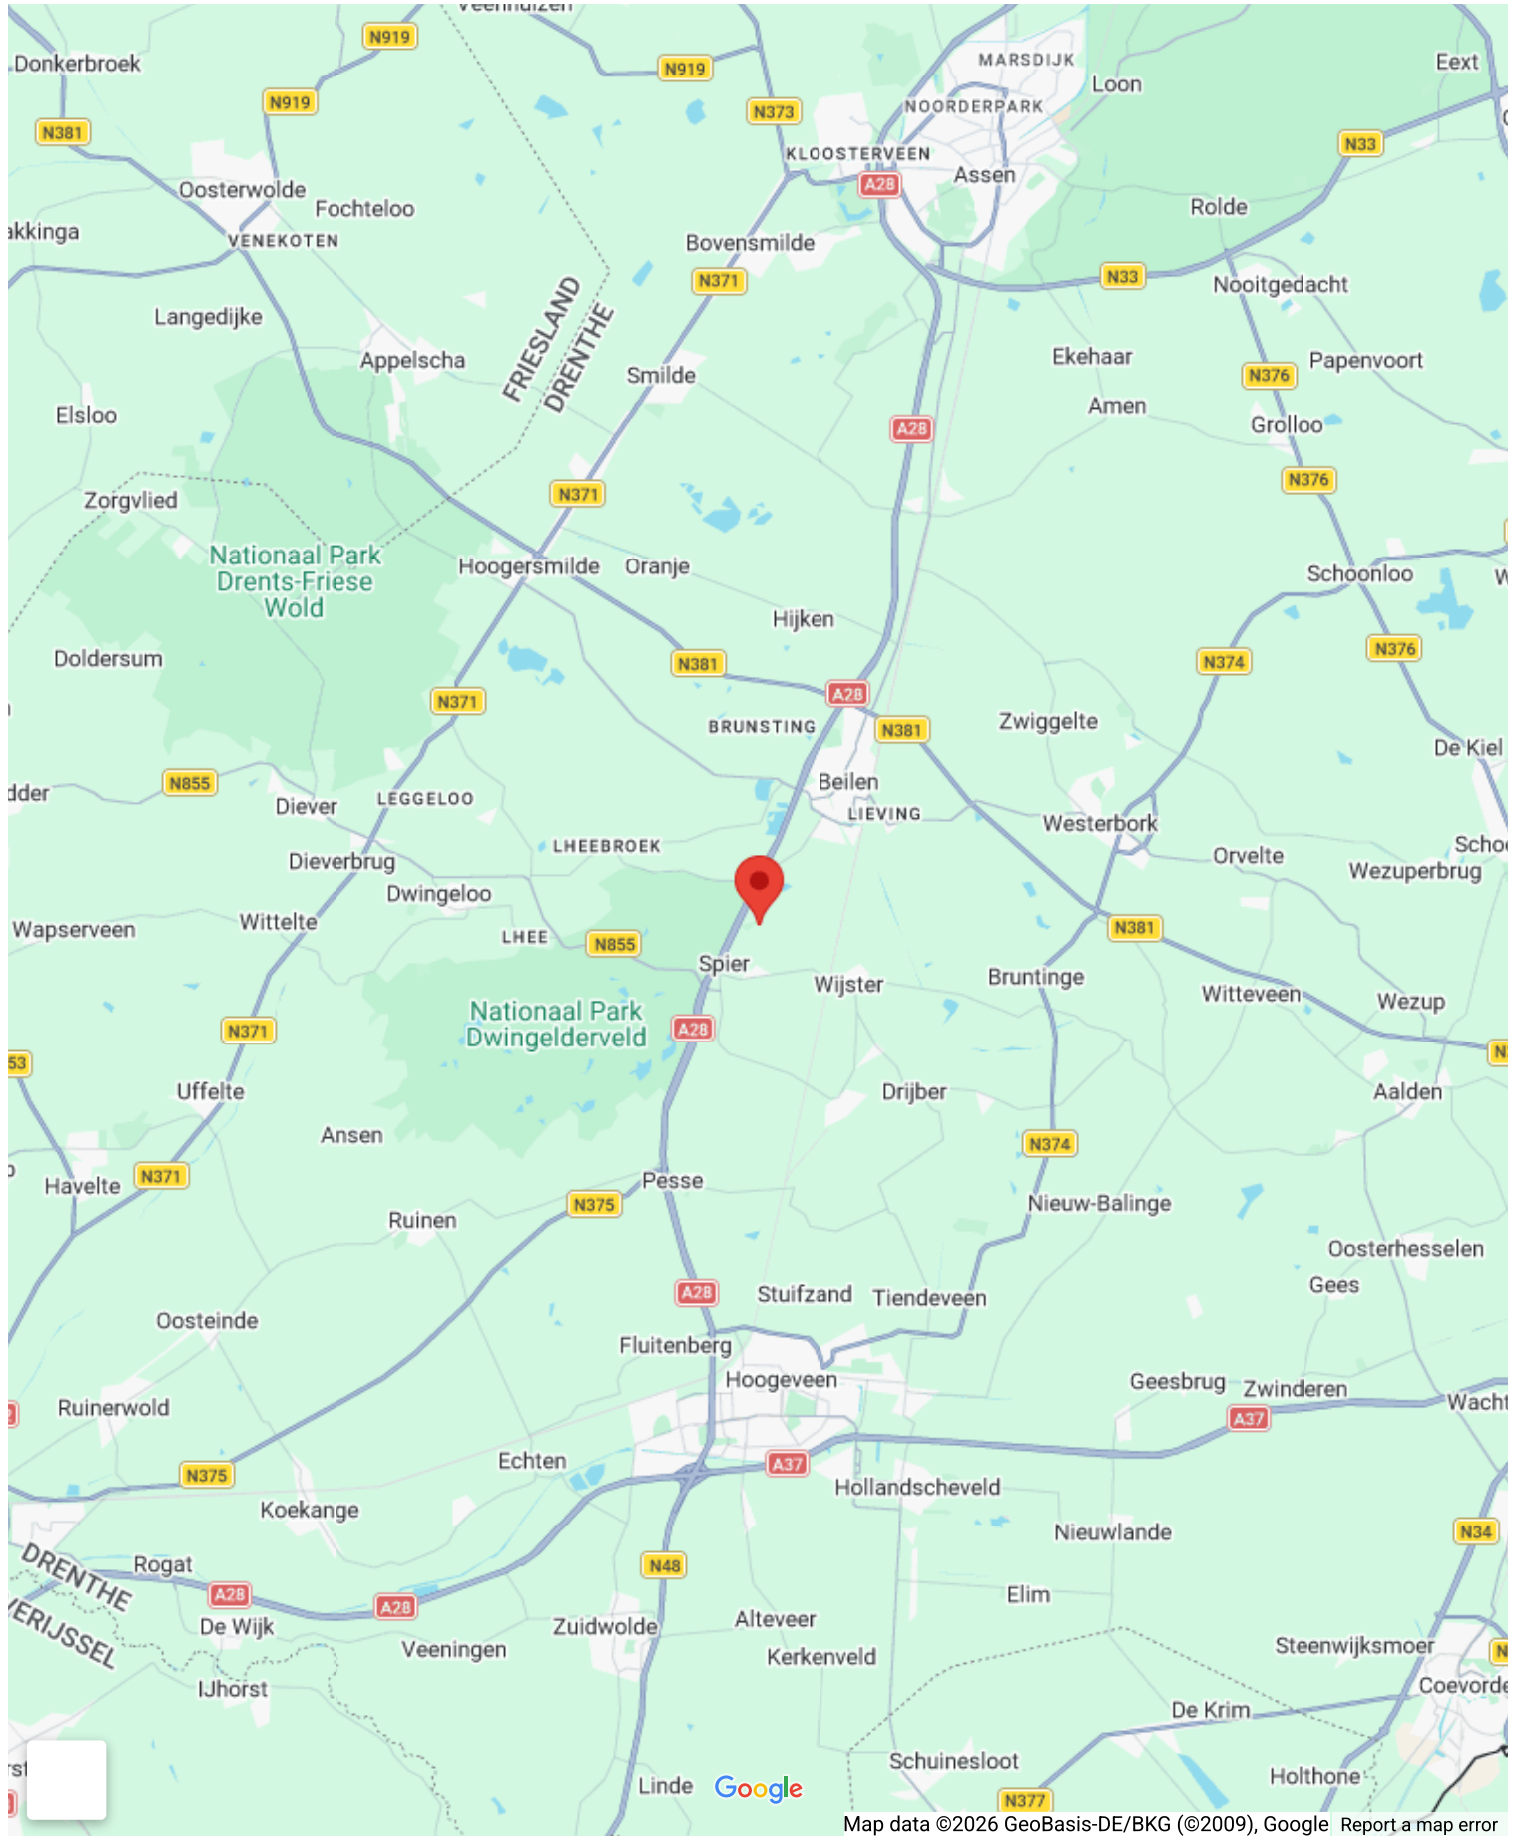 Veenhuizen
N919
MARSDIJK
Donkerbroek
Eext
N919
Loon
N919
NOORDERPARK
N373
N381
N33
KLOOSTERVEEN
Assen
A28
Oosterwolde
Fochteloo
Rolde
akkinga
VENEKOTEN
Bovensmilde
N371
N33
Nooitgedacht
Langedijke
FRIESLAND
DRENTHE
Appelscha
Ekehaar
Papenvoort
Smilde
N376
Elsloo
Amen
Grolloo
A28
N376
Zorgvlied
N371
Nationaal Park
Drents-Friese
Wold
Hoogersmilde
Oranje
Schoonloo
Hijken
Doldersum
N381
N374
N376
N371
A28
BRUNSTING
N381
Zwiggelte
De Kiel
N855
Beilen
dder
Diever
LEGGELOO
LIEVING
Westerbork
LHEEBROEK
Schoo
Dieverbrug
Orvelte
Wezuperbrug
Dwingeloo
Wittelte
Wapserveen
LHEE
N855
N381
Spier
Wijster
Bruntinge
Witteveen
Wezup
Nationaal Park
Dwingelderveld
N371
A28
53
Uffelte
Drijber
Aalden
Ansen
N374
N371
Havelte
Pesse
N375
Nieuw-Balinge
Ruinen
Oosterhesselen
Gees
A28
Stuifzand
Tiendeveen
Oosteinde
Fluitenberg
Hoogeveen
Geesbrug
Zwinderen
Wacht
Ruinerwold
A37
Echten
A37
N375
Hollandscheveld
Koekange
Nieuwlande
N34
DRENTHE
Rogat
N48
A28
A28
Elim
VERIJSSEL
De Wijk
Zuidwolde
Alteveer
Veeningen
Kerkenveld
Steenwijksmoer
IJhorst
Coevorde
De Krim
Schuinesloot
Holthone
Linde
Google
N377
Map data ©2026 GeoBasis-DE/BKG (©2009), Google
Report a map error